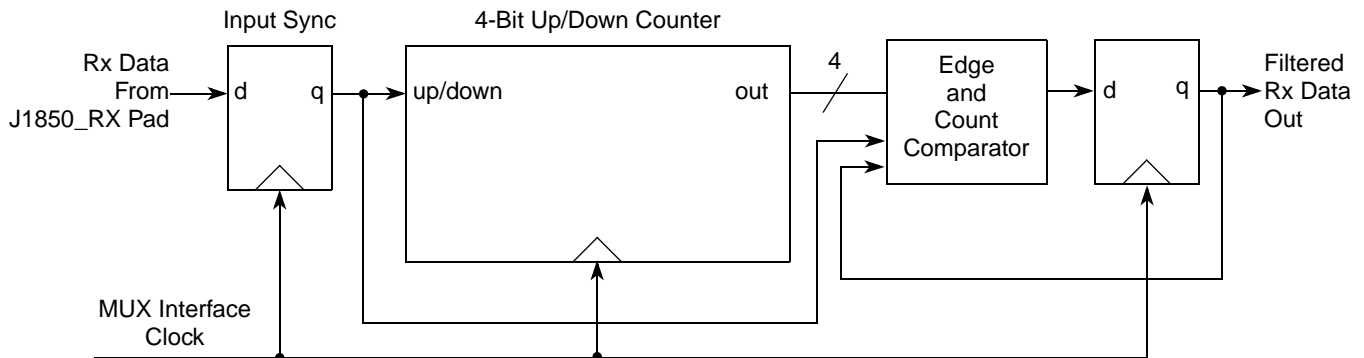 Input Sync
4-Bit Up/Down Counter
Rx Data
From
J1850_RX Pad
d
q
up/down
out
4
Edge
and
Count
Comparator
d
q
Filtered
Rx Data
Out
MUX Interface
Clock